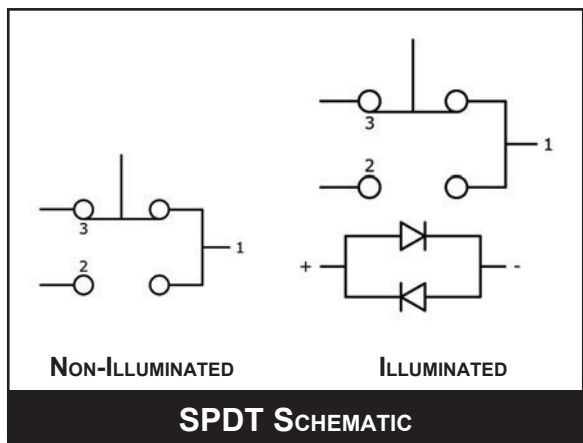 3
2
1
3
2
1
+ -
NON-ILLUMINATED
ILLUMINATED
SPDT SCHEMATIC